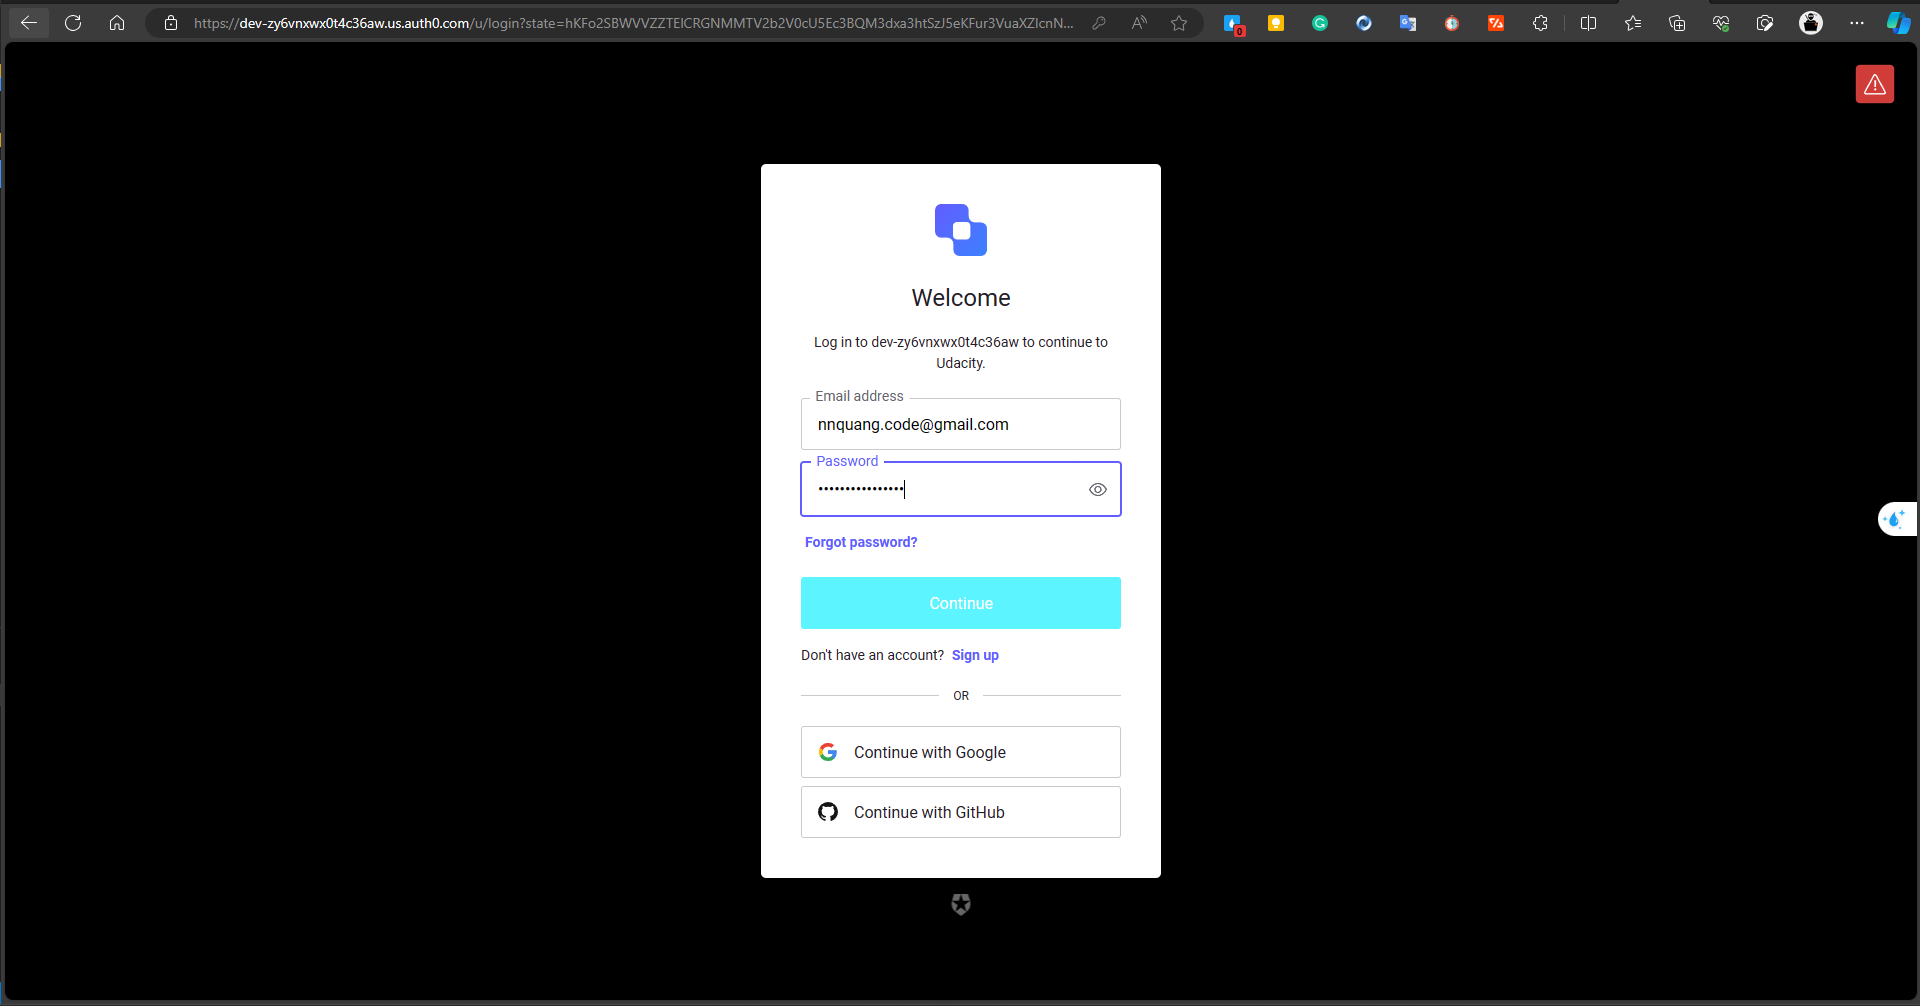 https://dev-zy6vnxwx0t4c36aw.us.auth0.com/u/login?state=hKFo2SBWVVZZTElCRGNMMTV2b2V0cU5Ec3BQM3dxa3htSzJ5eKFur3VuaXZlcnN...
0
Welcome
Log in to dev-zy6vnxwx0t4c36aw to continue to
Udacity.
Email address
nnquang.code@gmail.com
Password
••••••••••••••••
Forgot password?
Continue
Don't have an account? Sign up
OR
Continue with Google
Continue with GitHub